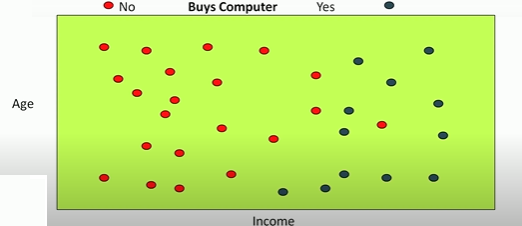 No Buys Computer Yes
Age
Income